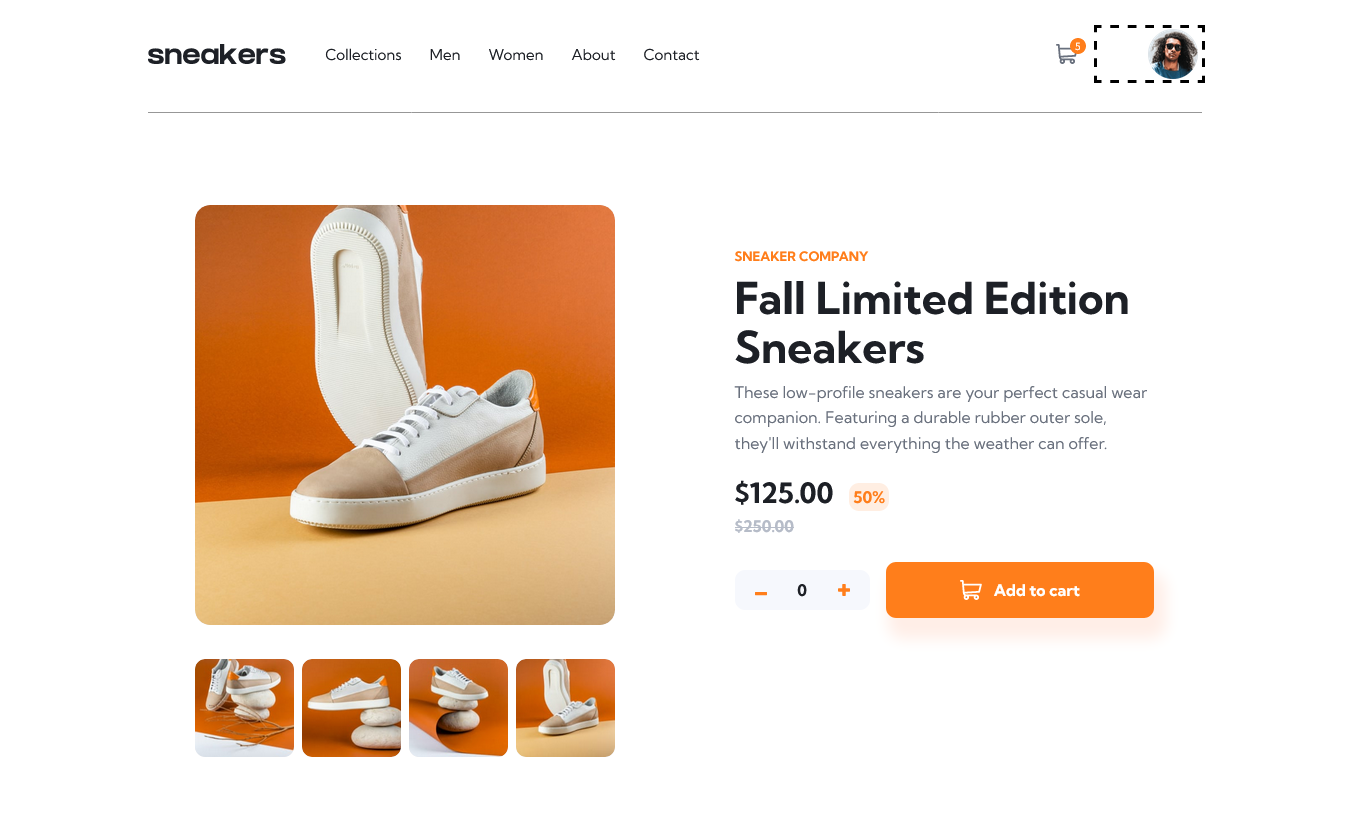 sneakers
Collections Men Women About Contact
5
SNEAKER COMPANY
Fall Limited Edition
Sneakers
These low-profile sneakers are your perfect casual wear
companion. Featuring a durable rubber outer sole,
they'll withstand everything the weather can offer.
$125.00 50%
$250.00
0
Add to cart